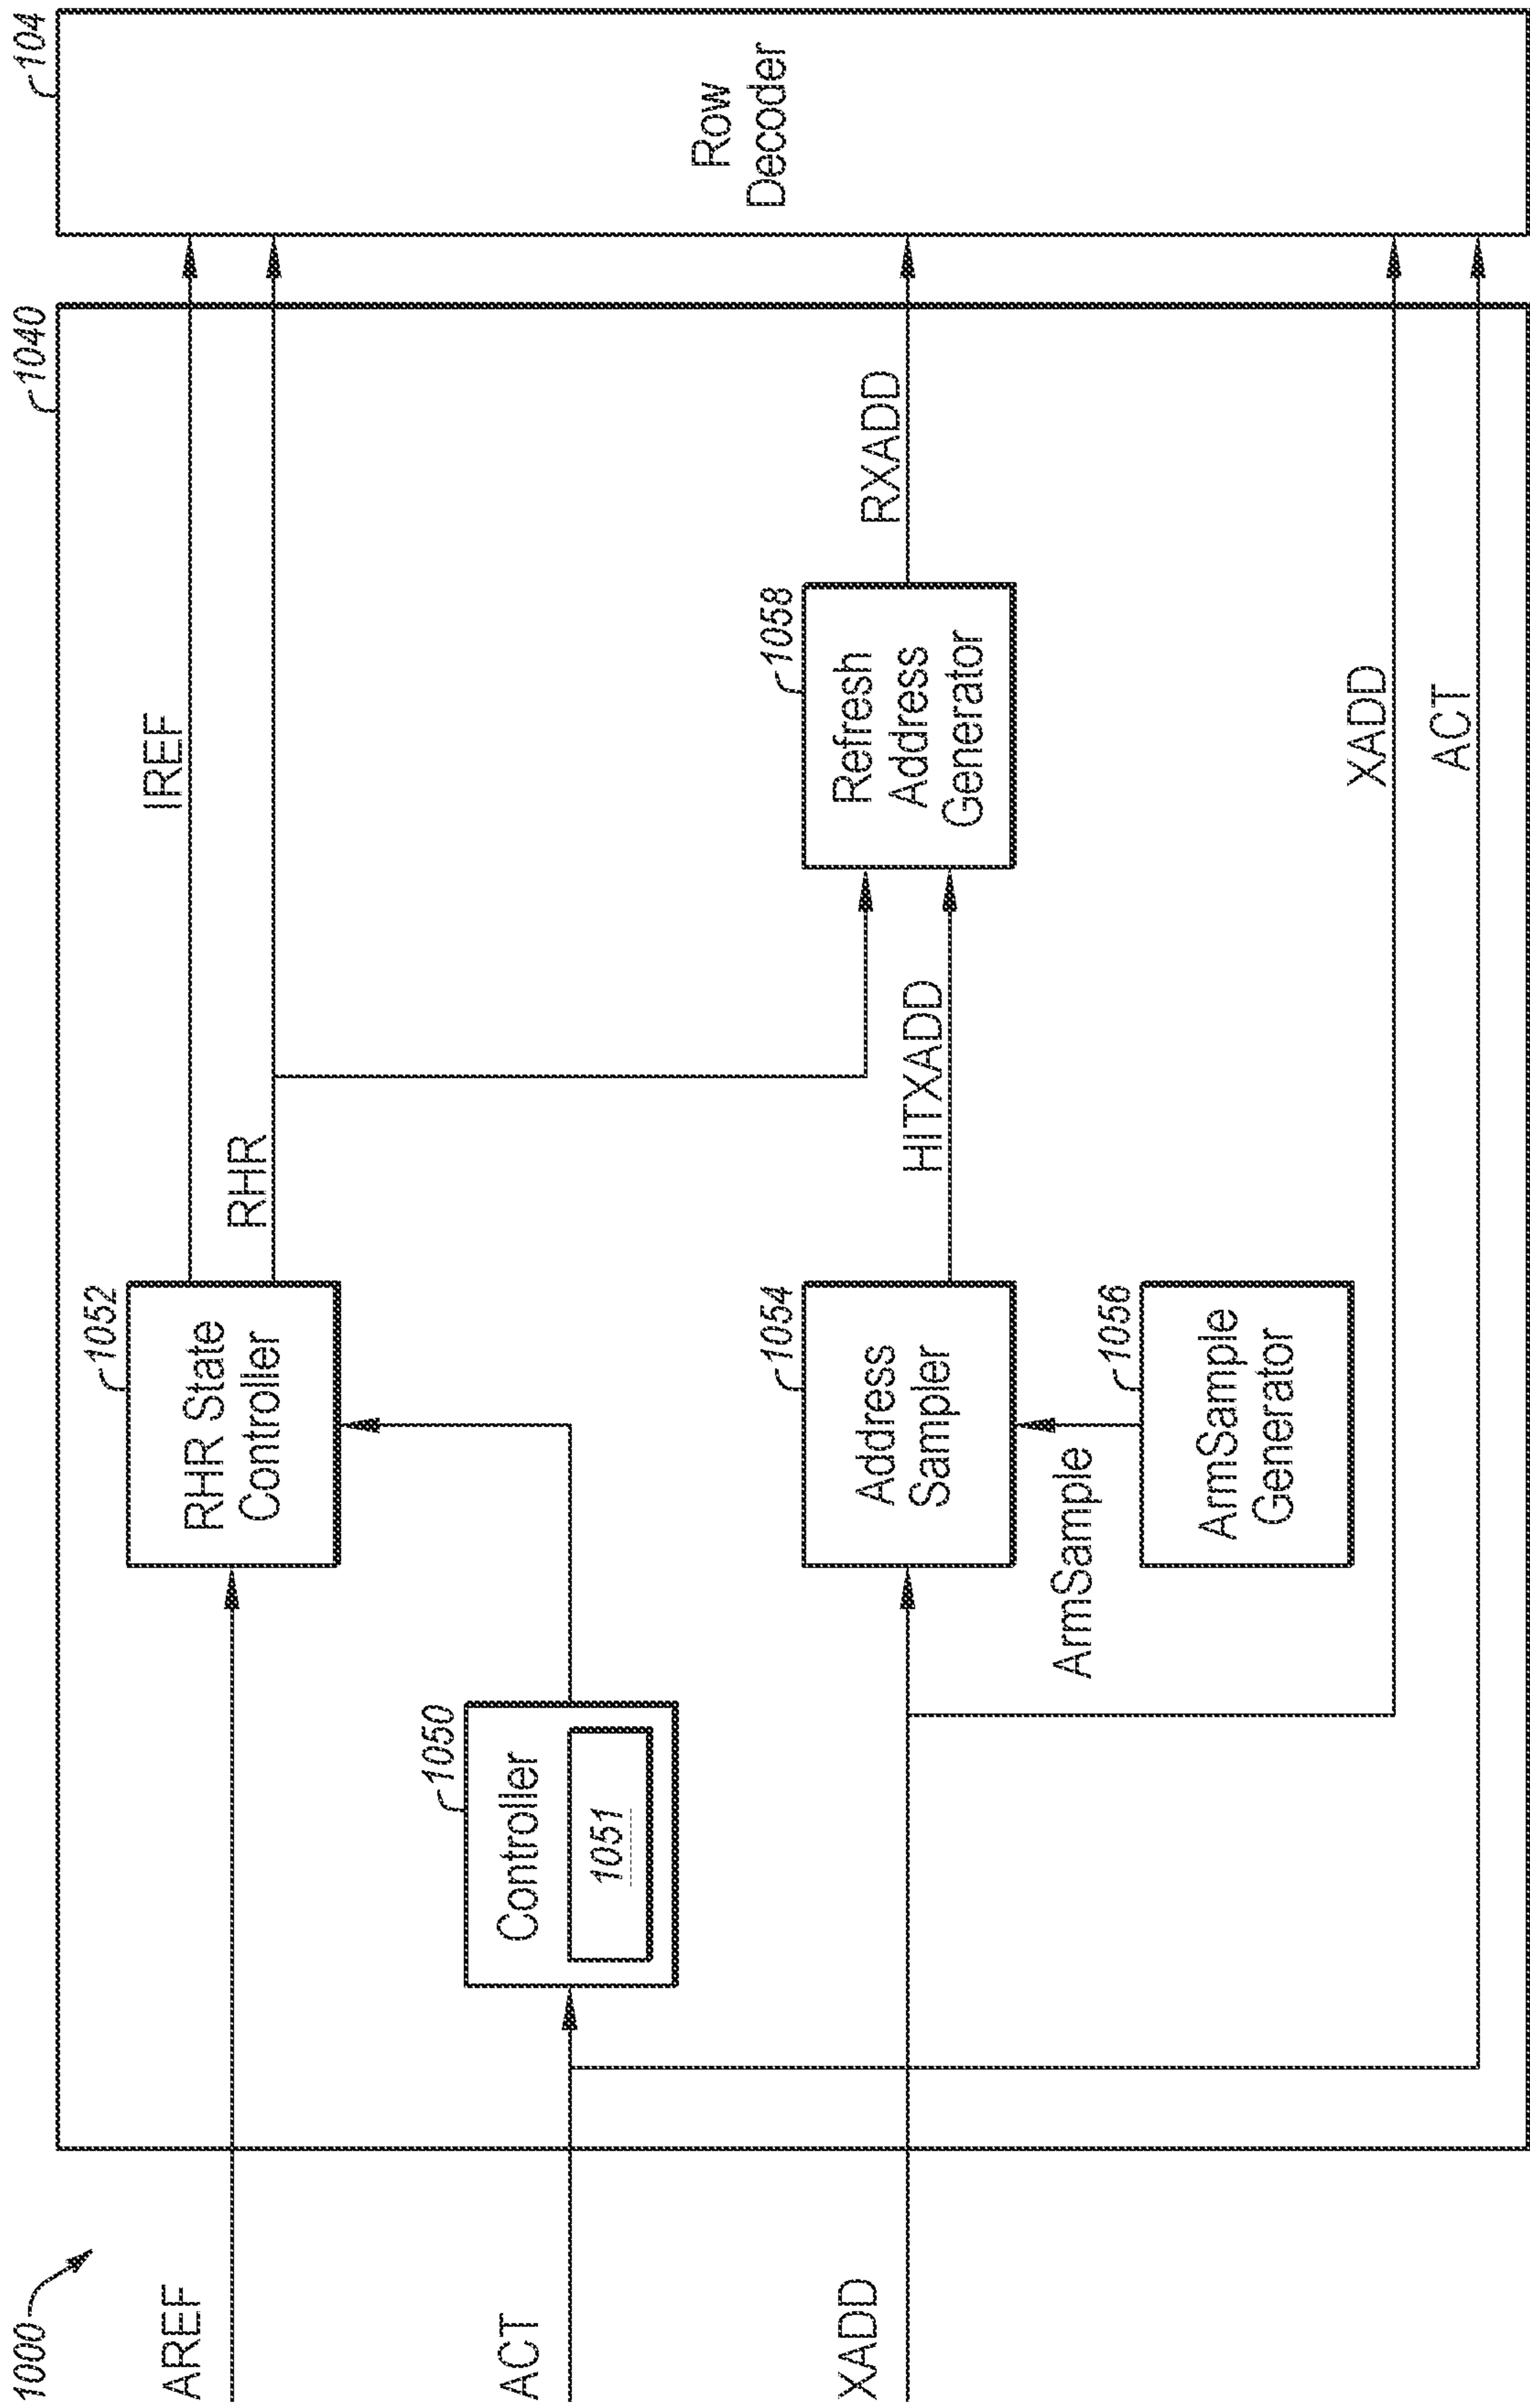 1000
AREF
ACT
XADD
1040
104
1052
RHR State
Controller
IREF
RHR
1050
Controller
1051
1054
Address
Sampler
ArmSample
1056
ArmSample
Generator
HITXADD
1058
Refresh
Address
Generator
RXADD
XADD
ACT
Row
Decoder